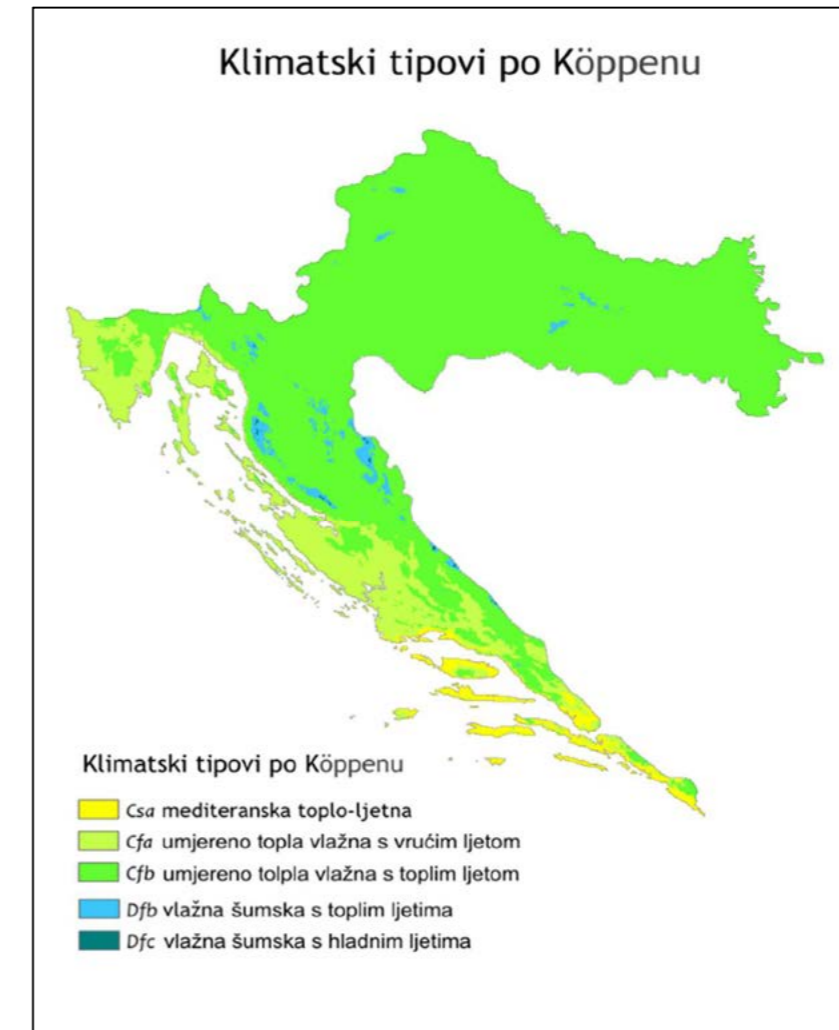 Klimatski tipovi po Köppenu
Klimatski tipovi po Köppenu
Csa mediteranska toplo-ljetna
Cfa umjereno topla vlažna s vrućim ljetom
Cfb umjereno tolpla vlažna s toplim ljetom
Dfb vlažna šumska s toplim ljetima
Dfc vlažna šumska s hladnim ljetima